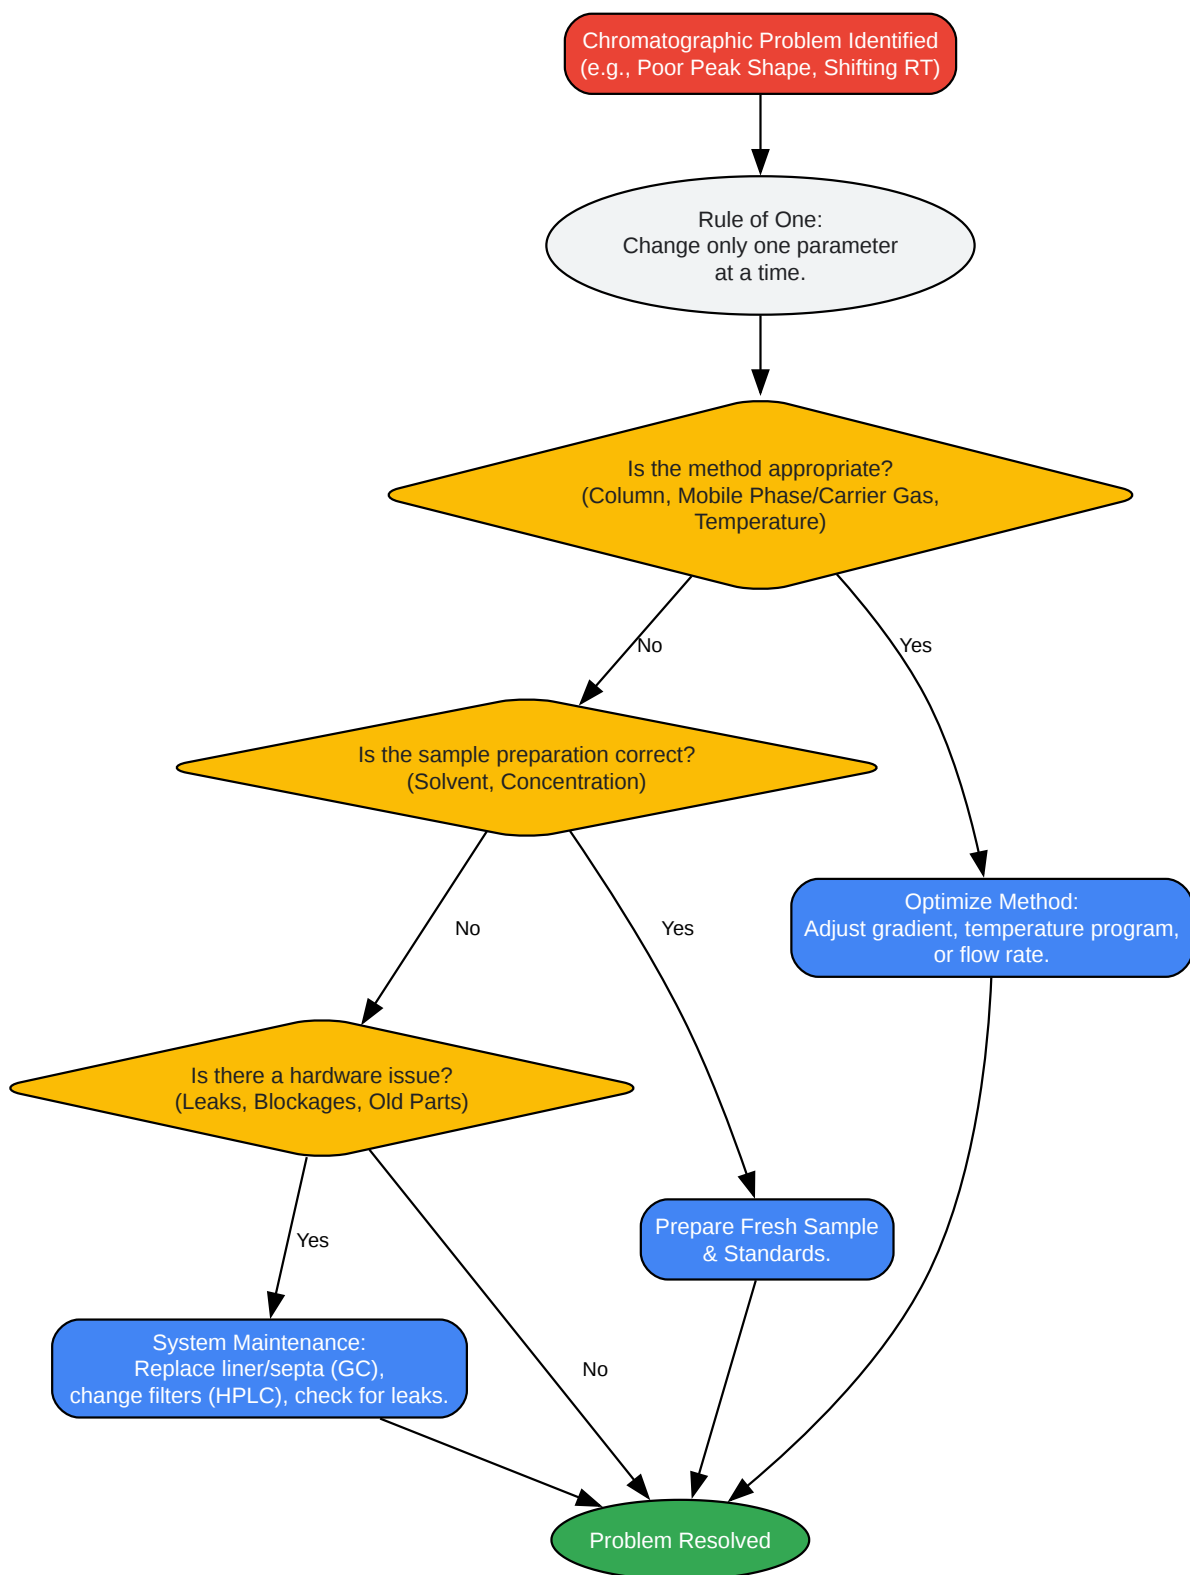 Chromatographic Problem Identified
(e.g., Poor Peak Shape, Shifting RT)
Rule of One:
Change only one parameter
at a time.
Is the method appropriate?
(Column, Mobile Phase/Carrier Gas,
Temperature)
No
Yes
Is the sample preparation correct?
(Solvent, Concentration)
Optimize Method:
Adjust gradient, temperature program,
or flow rate.
No
Yes
Is there a hardware issue?
(Leaks, Blockages, Old Parts)
Prepare Fresh Sample
& Standards.
Yes
System Maintenance:
Replace liner/septa (GC),
change filters (HPLC), check for leaks.
No
Problem Resolved